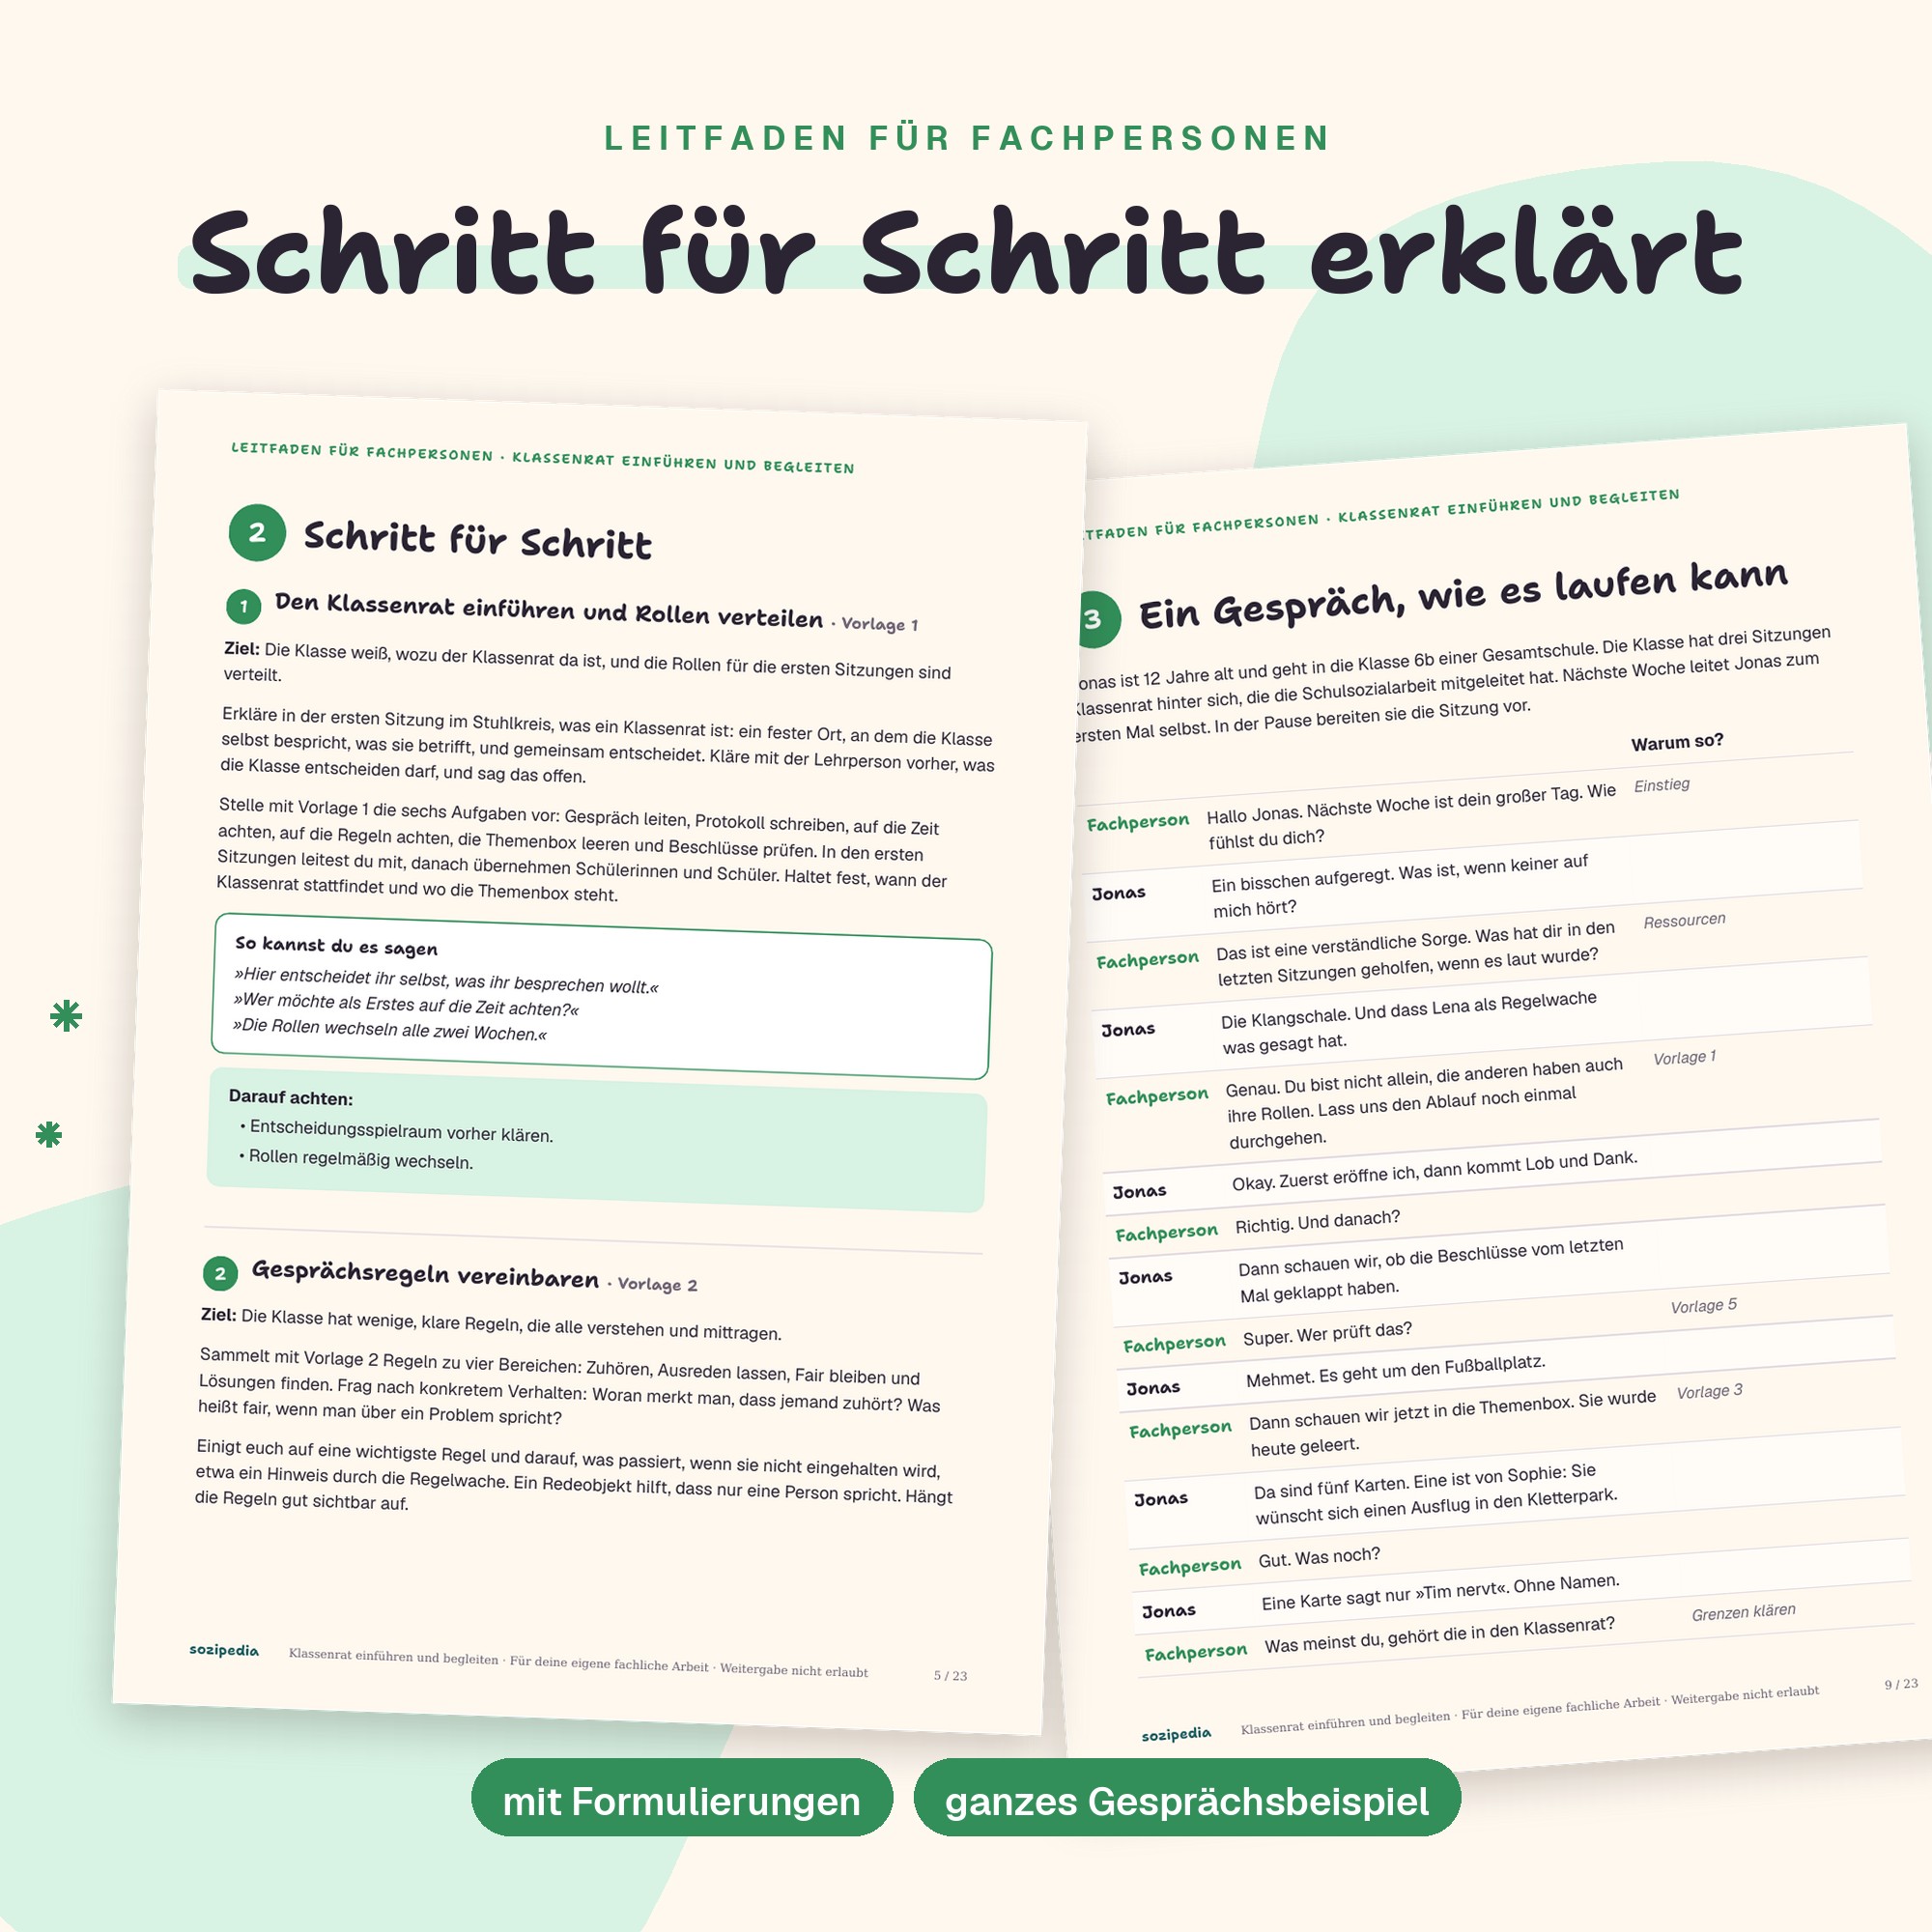 LEITFADEN FÜR FACHPERSONEN
Schritt für Schritt erklärt
LEITFADEN FÜR FACHPERSONEN · KLASSENRAT EINFÜHREN UND BEGLEITEN
2 Schritt für Schritt
1 Den Klassenrat einführen und Rollen verteilen · Vorlage 1
Ziel: Die Klasse weiß, wozu der Klassenrat da ist, und die Rollen für die ersten Sitzungen sind
verteilt.
Erkläre in der ersten Sitzung im Stuhlkreis, was ein Klassenrat ist: ein fester Ort, an dem die Klasse
selbst bespricht, was sie betrifft, und gemeinsam entscheidet. Kläre mit der Lehrperson vorher, was
die Klasse entscheiden darf, und sag das offen.
Stelle mit Vorlage 1 die sechs Aufgaben vor: Gespräch leiten, Protokoll schreiben, auf die Zeit
achten, auf die Regeln achten, die Themenbox leeren und Beschlüsse prüfen. In den ersten
Sitzungen leitest du mit, danach übernehmen Schülerinnen und Schüler. Haltet fest, wann der
Klassenrat stattfindet und wo die Themenbox steht.
So kannst du es sagen
»Hier entscheidet ihr selbst, was ihr besprechen wollt.«
»Wer möchte als Erstes auf die Zeit achten?«
»Die Rollen wechseln alle zwei Wochen.«
Darauf achten:
• Entscheidungsspielraum vorher klären.
• Rollen regelmäßig wechseln.
2 Gesprächsregeln vereinbaren · Vorlage 2
Ziel: Die Klasse hat wenige, klare Regeln, die alle verstehen und mittragen.
Sammelt mit Vorlage 2 Regeln zu vier Bereichen: Zuhören, Ausreden lassen, Fair bleiben und
Lösungen finden. Frag nach konkretem Verhalten: Woran merkt man, dass jemand zuhört? Was
heißt fair, wenn man über ein Problem spricht?
Einigt euch auf eine wichtigste Regel und darauf, was passiert, wenn sie nicht eingehalten wird,
etwa ein Hinweis durch die Regelwache. Ein Redeobjekt hilft, dass nur eine Person spricht. Hängt
die Regeln gut sichtbar auf.
sozipedia Klassenrat einführen und begleiten · Für deine eigene fachliche Arbeit · Weitergabe nicht erlaubt 5 / 23
TFADEN FÜR FACHPERSONEN · KLASSENRAT EINFÜHREN UND BEGLEITEN
3 Ein Gespräch, wie es laufen kann
onas ist 12 Jahre alt und geht in die Klasse 6b einer Gesamtschule. Die Klasse hat drei Sitzungen
Klassenrat hinter sich, die die Schulsozialarbeit mitgeleitet hat. Nächste Woche leitet Jonas zum
ersten Mal selbst. In der Pause bereiten sie die Sitzung vor.
Warum so?
Fachperson Hallo Jonas. Nächste Woche ist dein großer Tag. Wie Einstieg
fühlst du dich?
Jonas Ein bisschen aufgeregt. Was ist, wenn keiner auf
mich hört?
Fachperson Das ist eine verständliche Sorge. Was hat dir in den Ressourcen
letzten Sitzungen geholfen, wenn es laut wurde?
Jonas Die Klangschale. Und dass Lena als Regelwache
was gesagt hat.
Fachperson Genau. Du bist nicht allein, die anderen haben auch Vorlage 1
ihre Rollen. Lass uns den Ablauf noch einmal
durchgehen.
Jonas Okay. Zuerst eröffne ich, dann kommt Lob und Dank.
Fachperson Richtig. Und danach?
Jonas Dann schauen wir, ob die Beschlüsse vom letzten
Mal geklappt haben.
Fachperson Super. Wer prüft das? Vorlage 5
Jonas Mehmet. Es geht um den Fußballplatz.
Fachperson Dann schauen wir jetzt in die Themenbox. Sie wurde Vorlage 3
heute geleert.
Jonas Da sind fünf Karten. Eine ist von Sophie: Sie
wünscht sich einen Ausflug in den Kletterpark.
Fachperson Gut. Was noch?
Jonas Eine Karte sagt nur »Tim nervt«. Ohne Namen.
Fachperson Was meinst du, gehört die in den Klassenrat? Grenzen klären
sozipedia Klassenrat einführen und begleiten · Für deine eigene fachliche Arbeit · Weitergabe nicht erlaubt 9 / 23
mit Formulierungen
ganzes Gesprächsbeispiel